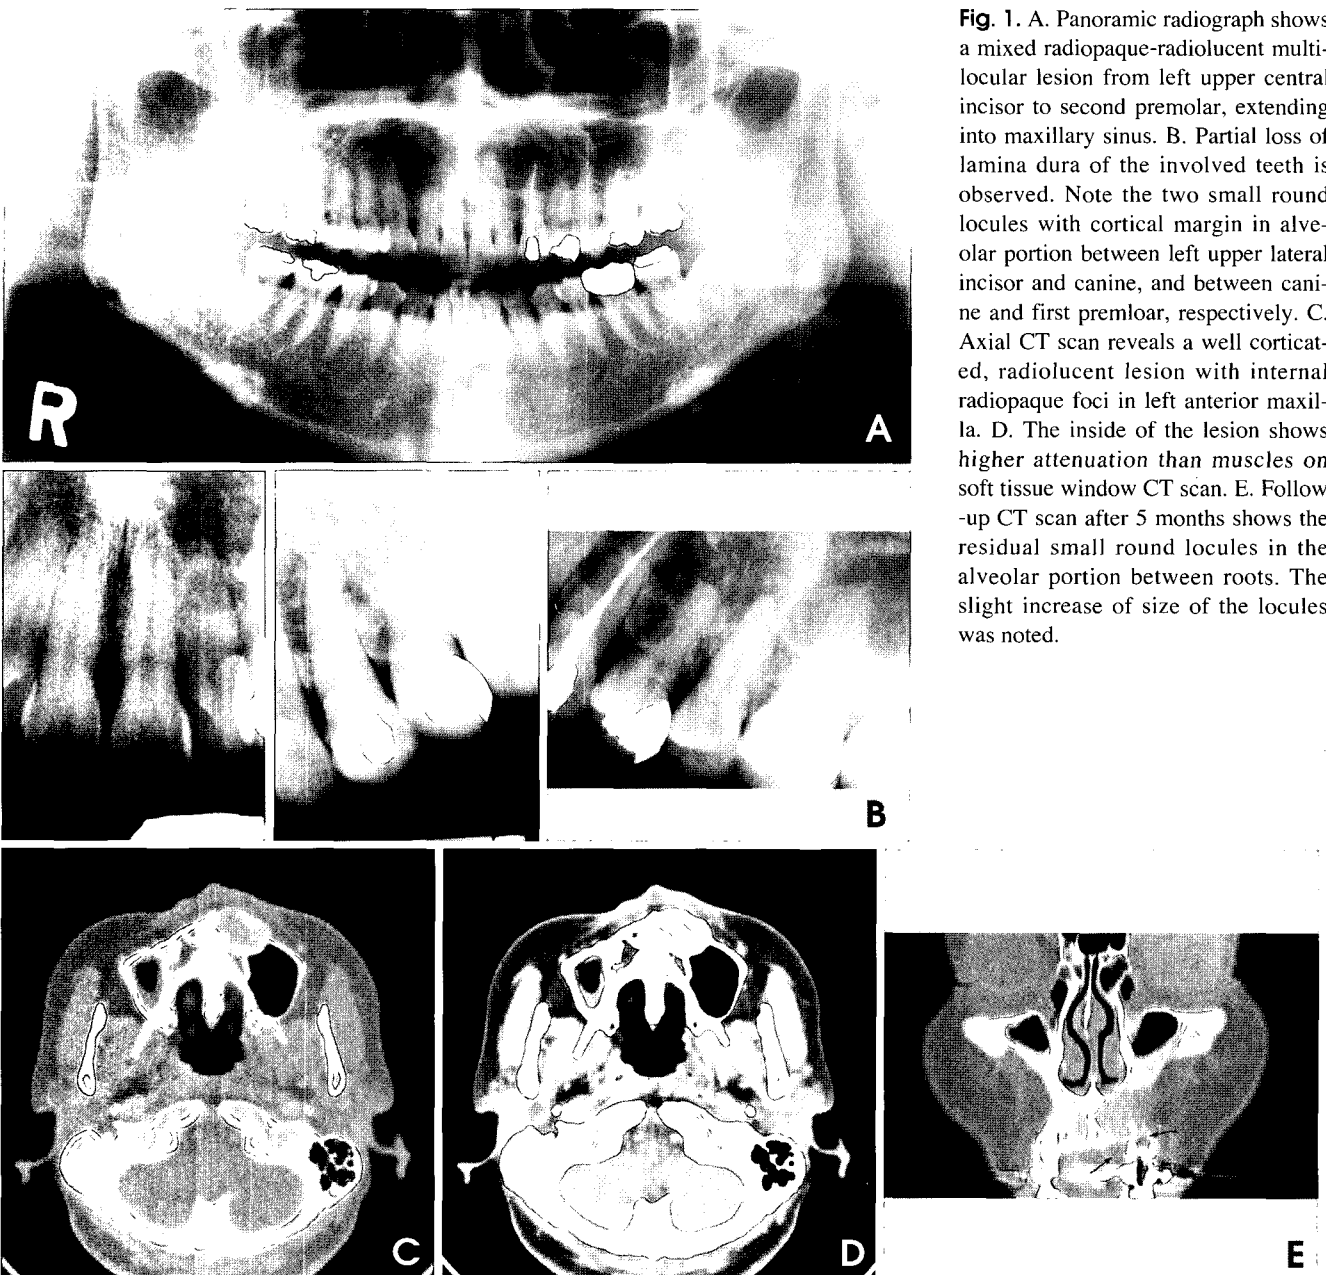 Fig. 1. A. Panoramic radiograph shows
a mixed radiopaque-radiolucent multi-
locular lesion from left upper central
incisor to second premolar, extending
into maxillary sinus. B. Partial loss of
lamina dura of the involved teeth is
observed. Note the two small round
locules with cortical margin in alve-
olar portion between left upper lateral
incisor and canine, and between cani-
ne and first premloar, respectively. C.
Axial CT scan reveals a well corticat-
ed, radiolucent lesion with internal
radiopaque foci in left anterior maxil-
la. D. The inside of the lesion shows
higher attenuation than muscles on
soft tissue window CT scan. E. Follow
-up CT scan after 5 months shows the
residual small round locules in the
alveolar portion between roots. The
slight increase of size of the locules
was noted.
R
A
B
C
D
E